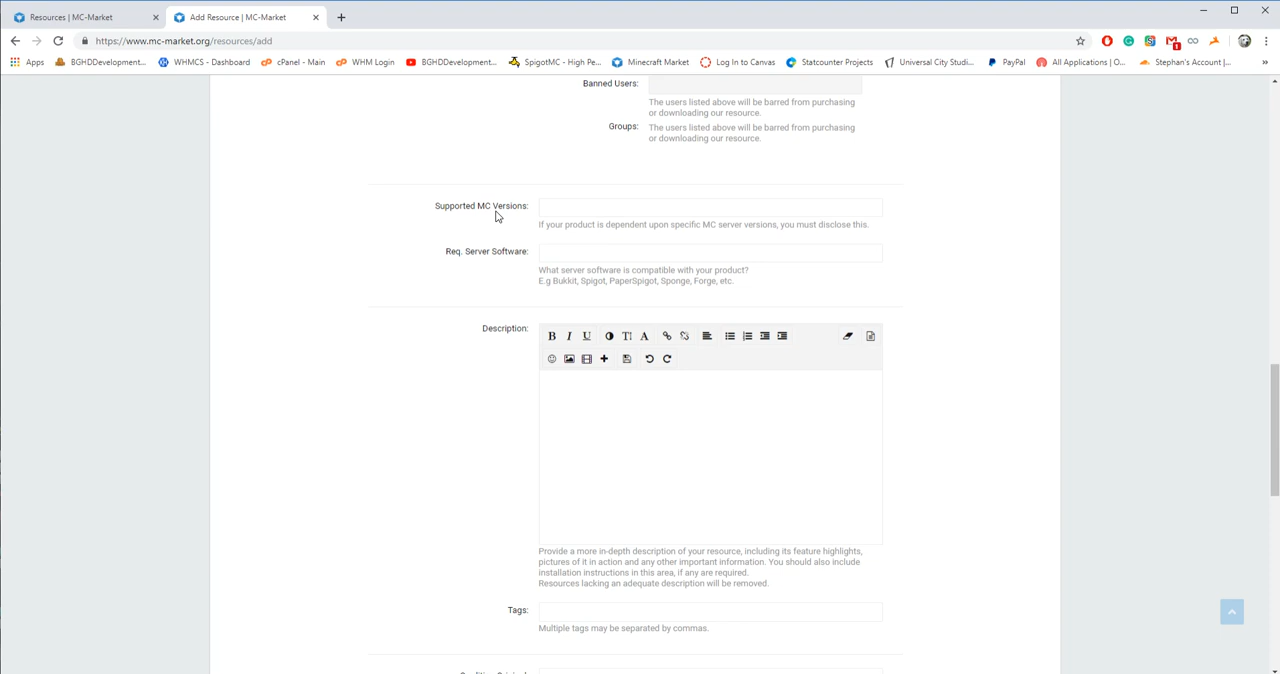 Resources | MC-Market
Add Resource | MC-Market
https://www.mc-market.org/resources/add
Apps
BGHDDevelopment...
WHMCS - Dashboard
cPanel - Main
WHM Login
BGHDDevelopment...
SpigotMC - High Pe...
Minecraft Market
Log In to Canvas
Statcounter Projects
Universal City Studi...
PayPal
All Applications | O...
Stephan's Account |...
Banned Users:
The users listed above will be barred from purchasing
or downloading our resource.
Groups:
The users listed above will be barred from purchasing
or downloading our resource.
Supported MC Versions:
If your product is dependent upon specific MC server versions, you must disclose this.
Req. Server Software:
What server software is compatible with your product?
E.g Bukkit, Spigot, PaperSpigot, Sponge, Forge, etc.
Description:
Provide a more in-depth description of your resource, including its feature highlights,
pictures of it in action and any other important information. You should also include
installation instructions in this area, if any are required.
Resources lacking an adequate description will be removed.
Tags:
Multiple tags may be separated by commas.